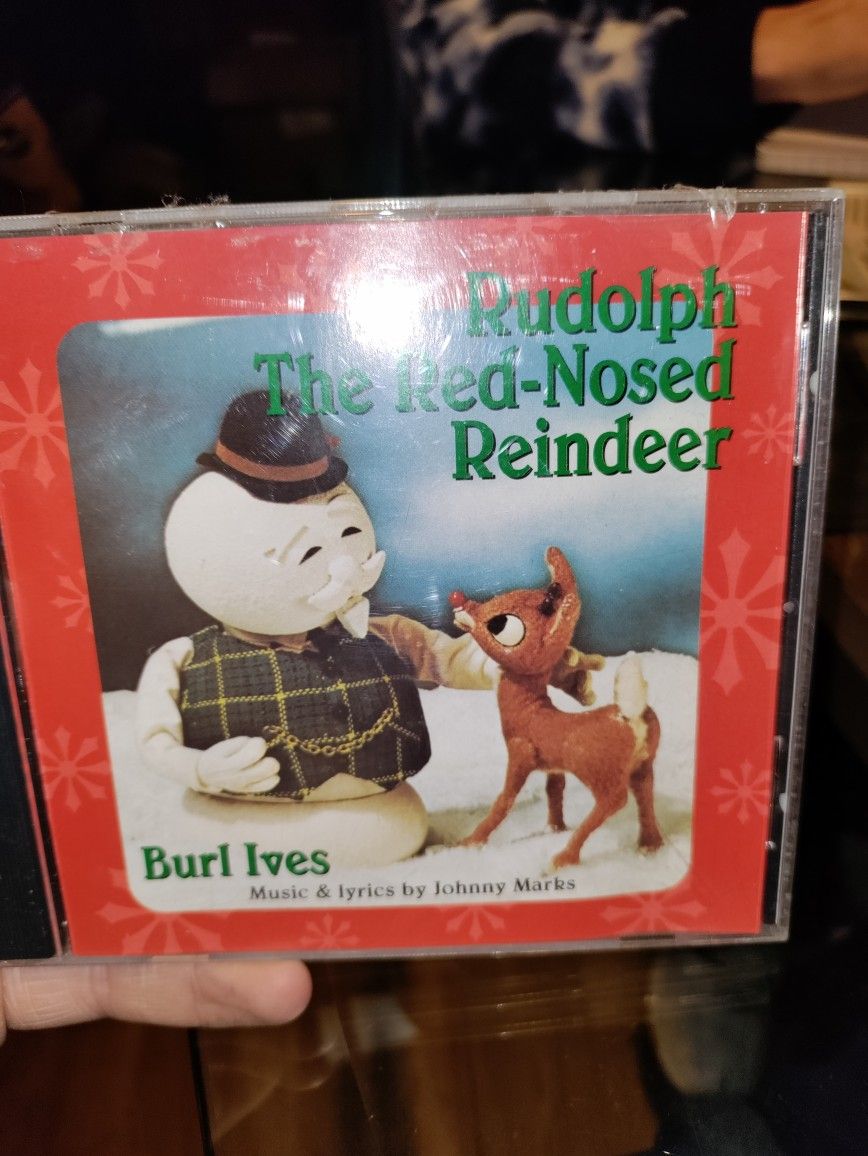 Rudolph
The Red-Nosed
Reindeer
Burl Ives
Music & lyrics by Johnny Marks